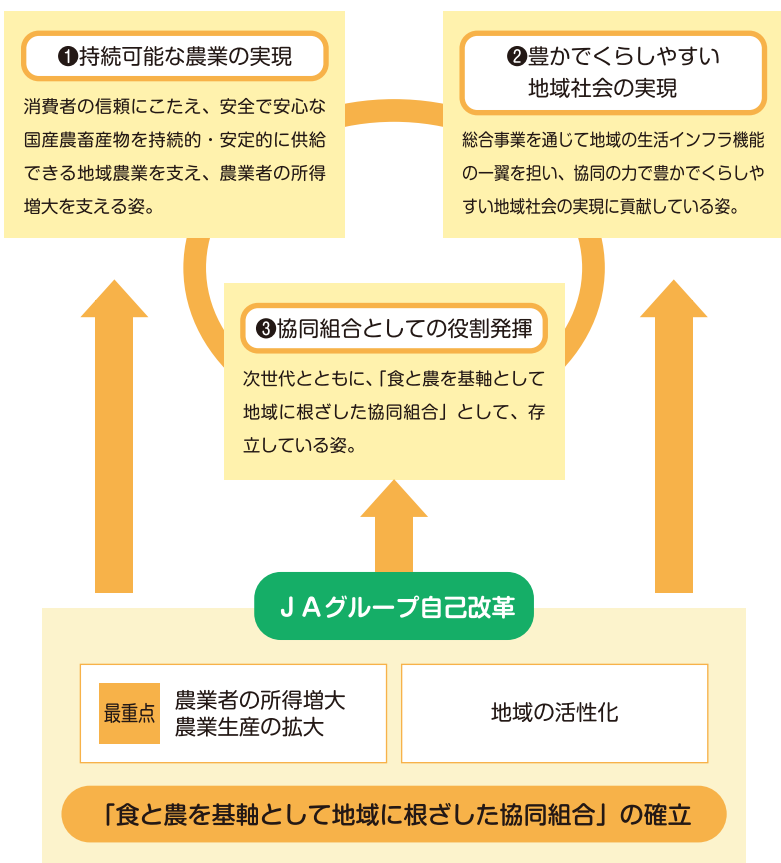 ❶持続可能な農業の実現
消費者の信頼にこたえ、安全で安心な
国産農畜産物を持続的・安定的に供給
できる地域農業を支え、農業者の所得
増大を支える姿。
❷豊かでくらしやすい
地域社会の実現
総合事業を通じて地域の生活インフラ機能
の一翼を担い、協同の力で豊かでくらしや
すい地域社会の実現に貢献している姿。
❸協同組合としての役割発揮
次世代とともに、「食と農を基軸として
地域に根ざした協同組合」として、存
立している姿。
ＪＡグループ自己改革
最重点
農業者の所得増大
農業生産の拡大
地域の活性化
「食と農を基軸として地域に根ざした協同組合」の確立